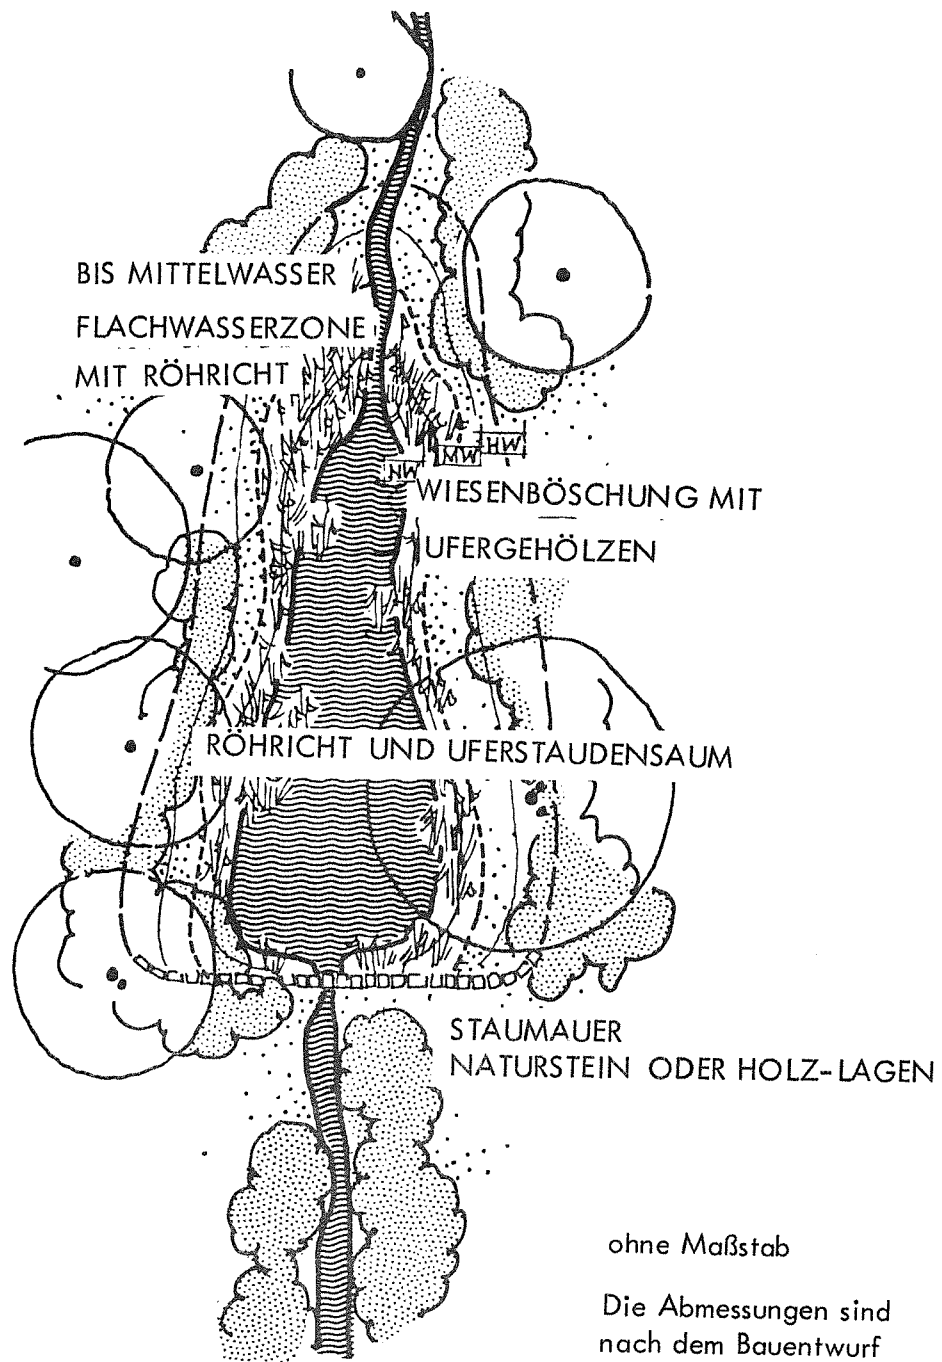 BIS MITTELWASSER
FLACHWASSERZONE
MIT RÖHRICHT
NW MW HW
WIESENBÖSCHUNG MIT
UFERGEHÖLZEN
RÖHRICHT UND UFERSTAUDENSAUM
STAUMAUER
NATURSTEIN ODER HOLZ-LAGEN
ohne Maßstab
Die Abmessungen sind
nach dem Bauentwurf